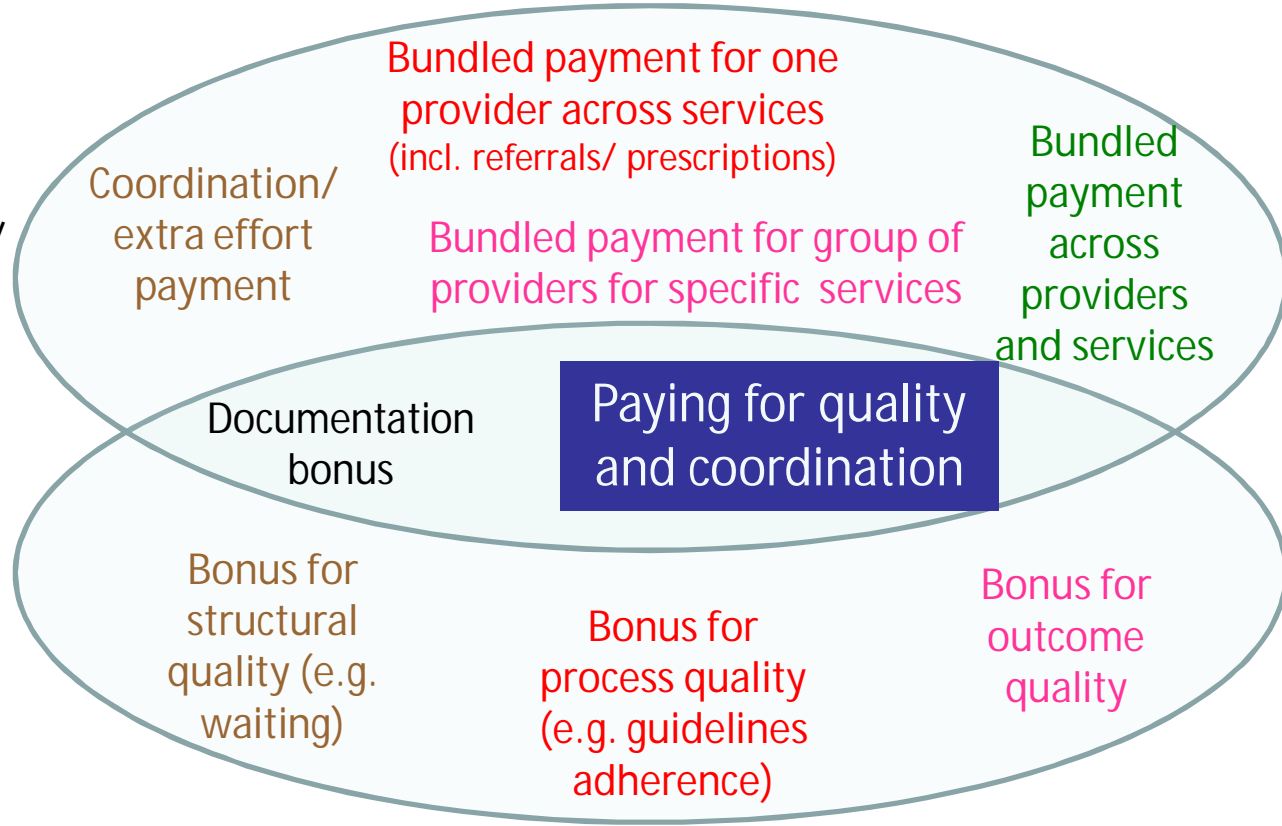 Bundled payment for one
provider across services
(incl. referrals/ prescriptions)
Coordination/
extra effort
payment
Bundled payment for group of
providers for specific services
Bundled
payment
across
providers
and services
Documentation
bonus
Paying for quality
and coordination
Bonus for
structural
quality (e.g.
waiting)
Bonus for
process quality
(e.g. guidelines
adherence)
Bonus for
outcome
quality